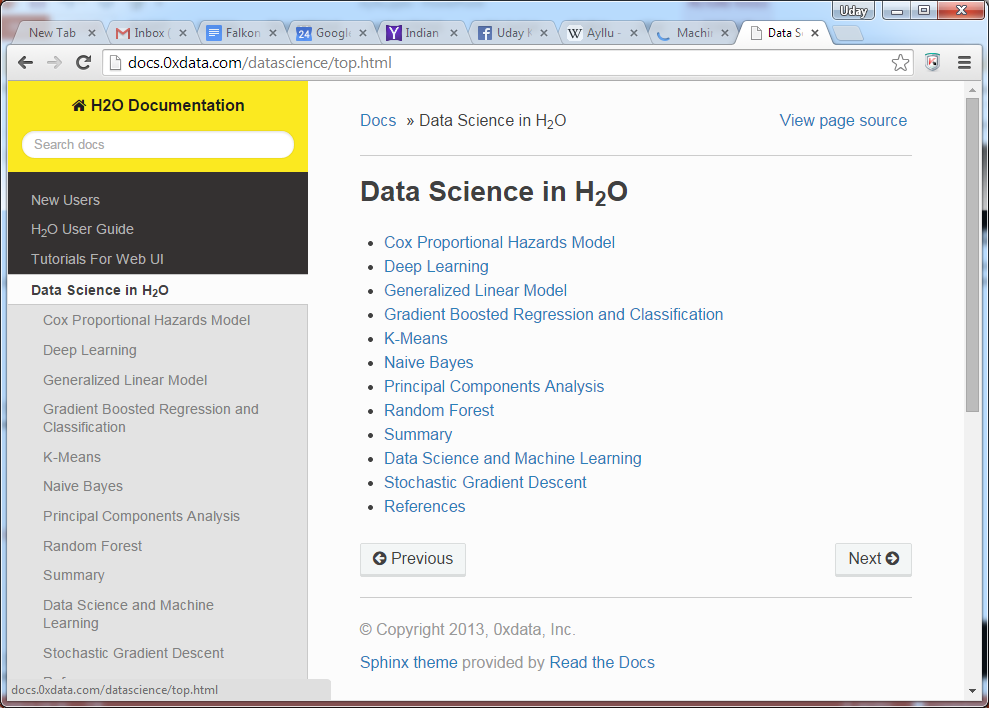 Uday
New Tab
Inbox (
Falkon
24 Google
Indian
Uday K
W Ayllu -
Machin
Data S
docs.0xdata.com/datascience/top.html
H2O Documentation
Search docs
New Users
H2O User Guide
Tutorials For Web UI
Data Science in H2O
Cox Proportional Hazards Model
Deep Learning
Generalized Linear Model
Gradient Boosted Regression and
Classification
K-Means
Naive Bayes
Principal Components Analysis
Random Forest
Summary
Data Science and Machine
Learning
Stochastic Gradient Descent
docs.0xdata.com/datascience/top.html
Docs » Data Science in H2O
View page source
Data Science in H2O
Cox Proportional Hazards Model
Deep Learning
Generalized Linear Model
Gradient Boosted Regression and Classification
K-Means
Naive Bayes
Principal Components Analysis
Random Forest
Summary
Data Science and Machine Learning
Stochastic Gradient Descent
References
Previous
Next
© Copyright 2013, 0xdata, Inc.
Sphinx theme provided by Read the Docs